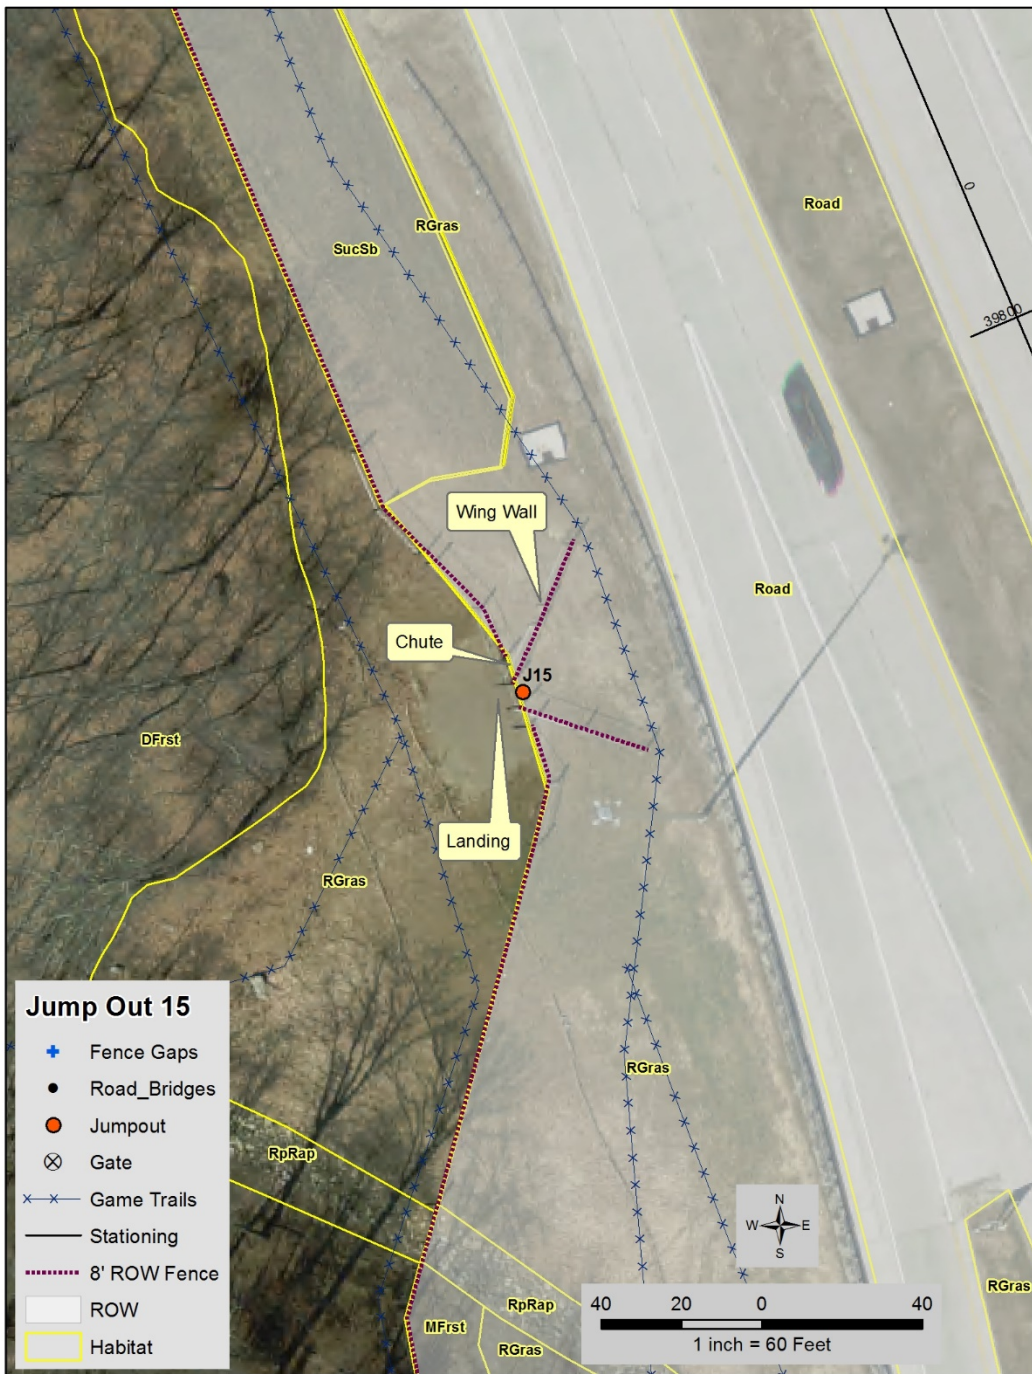 Road
RGras
SucSb
0
39800
Wing Wall
Road
Chute
J15
DFrst
Landing
RGras
Jump Out 15
Fence Gaps
Road_Bridges
Jumpout
Gate
Game Trails
Stationing
8' ROW Fence
ROW
Habitat
RGras
RpRap
N
W E
S
RpRap
MFrst
RGras
RGras
40 20 0 40
1 inch = 60 Feet